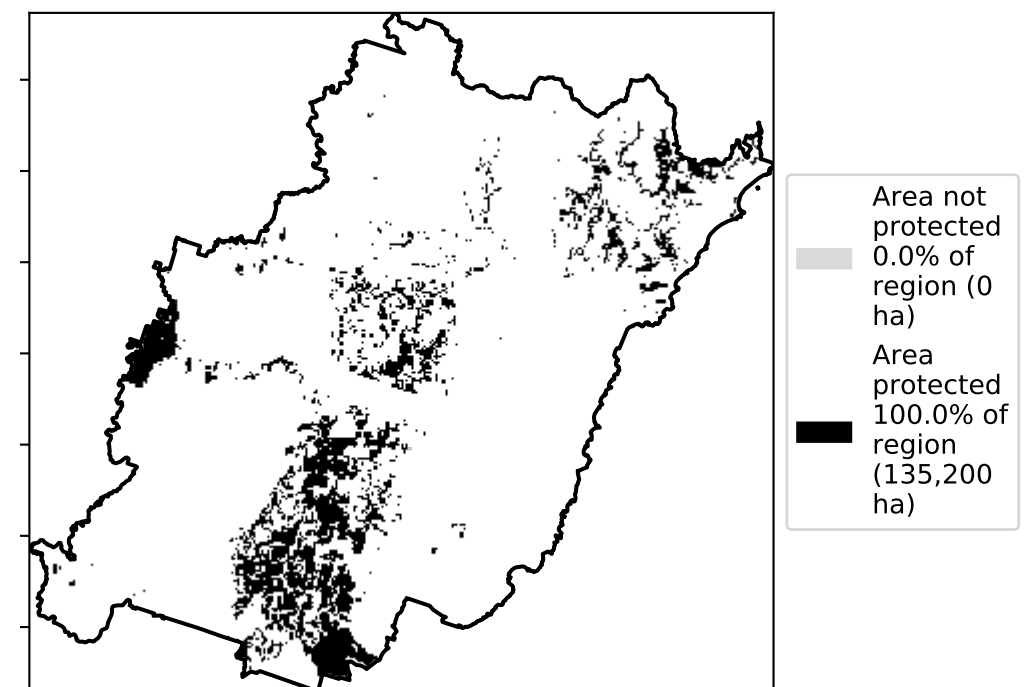 Area not
protected
0.0% of
region (0
ha)
Area
protected
100.0% of
region
(135,200
ha)